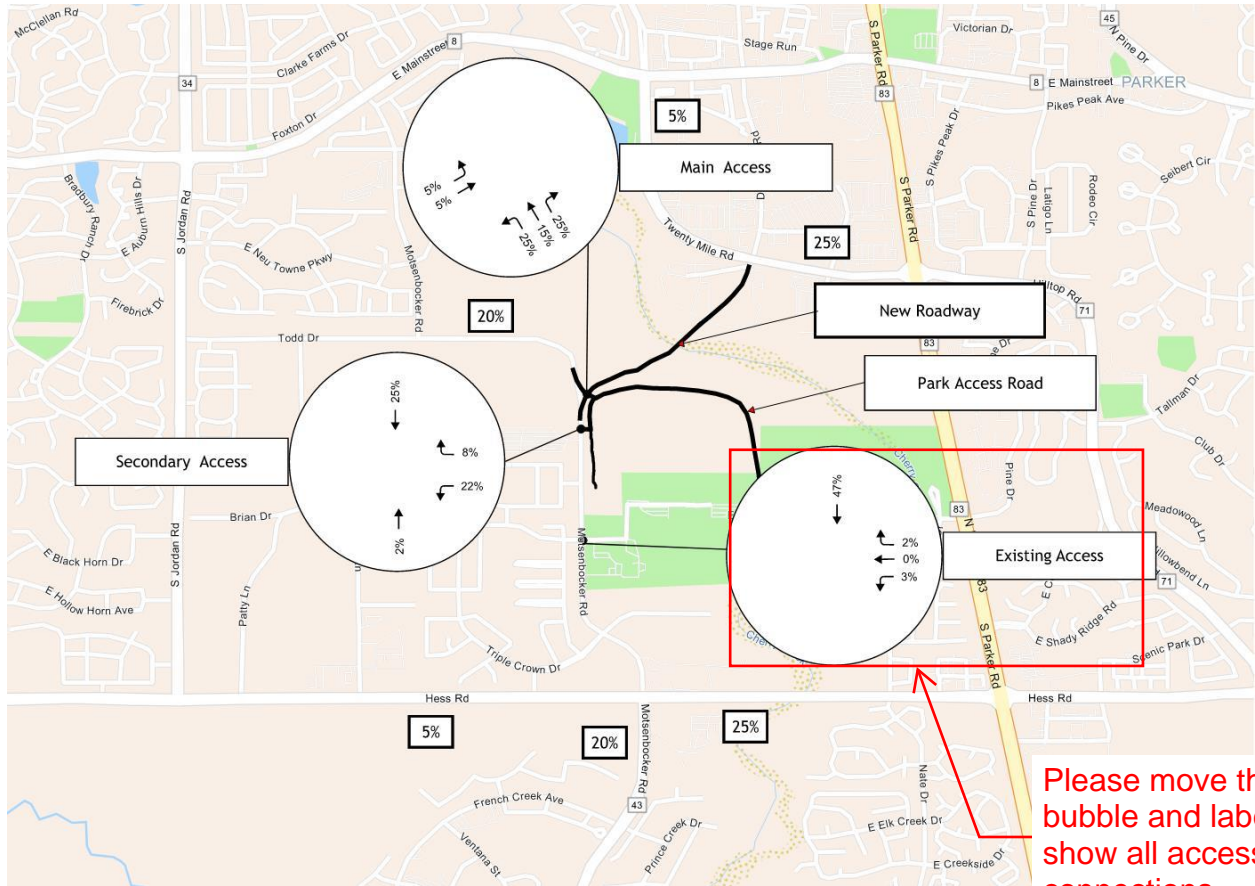 McClellan Rd
Clarke Farms Dr
E Mainstreet
8
34
Foxton Dr
Stage Run
Victorian Dr
S Parker Rd
83
45
N Pine Dr
8
E Mainstreet
PARKER
Pikes Peak Ave
S Pikes Peak Dr
Seibert Cir
S Parker Rd
S Pine Dr
Latigo Ln
Rodeo Cir
Bradbury Ranch Dr
E Auburn Hills Dr
S Jordan Rd
E Neu Towne Pkwy
Firebrick Dr
Motsenbocker Rd
5%
Main Access
5%
5%
25%
15%
25%
Twenty Mile Rd
25%
Hilltop Rd
71
20%
New Roadway
Todd Dr
83
Park Access Road
Tallman Dr
Club Dr
25%
8%
22%
2%
Secondary Access
Brian Dr
Pine Dr
83
Meadowood Ln
Willowbend Ln
47%
2%
0%
3%
Existing Access
E Black Horn Dr
E Hollow Horn Ave
S Jordan Rd
Patty Ln
Motsenbocker Rd
71
E Shady Ridge Rd
Scenic Park Dr
83
S Parker Rd
Triple Crown Dr
Hess Rd
Hess Rd
5%
20%
25%
Motsenbocker Rd
43
French Creek Ave
Ventana St
Prince Creek Dr
Nate Dr
E Elk Creek Dr
E Creekside Dr
Please move
bubble and
show all access
connections